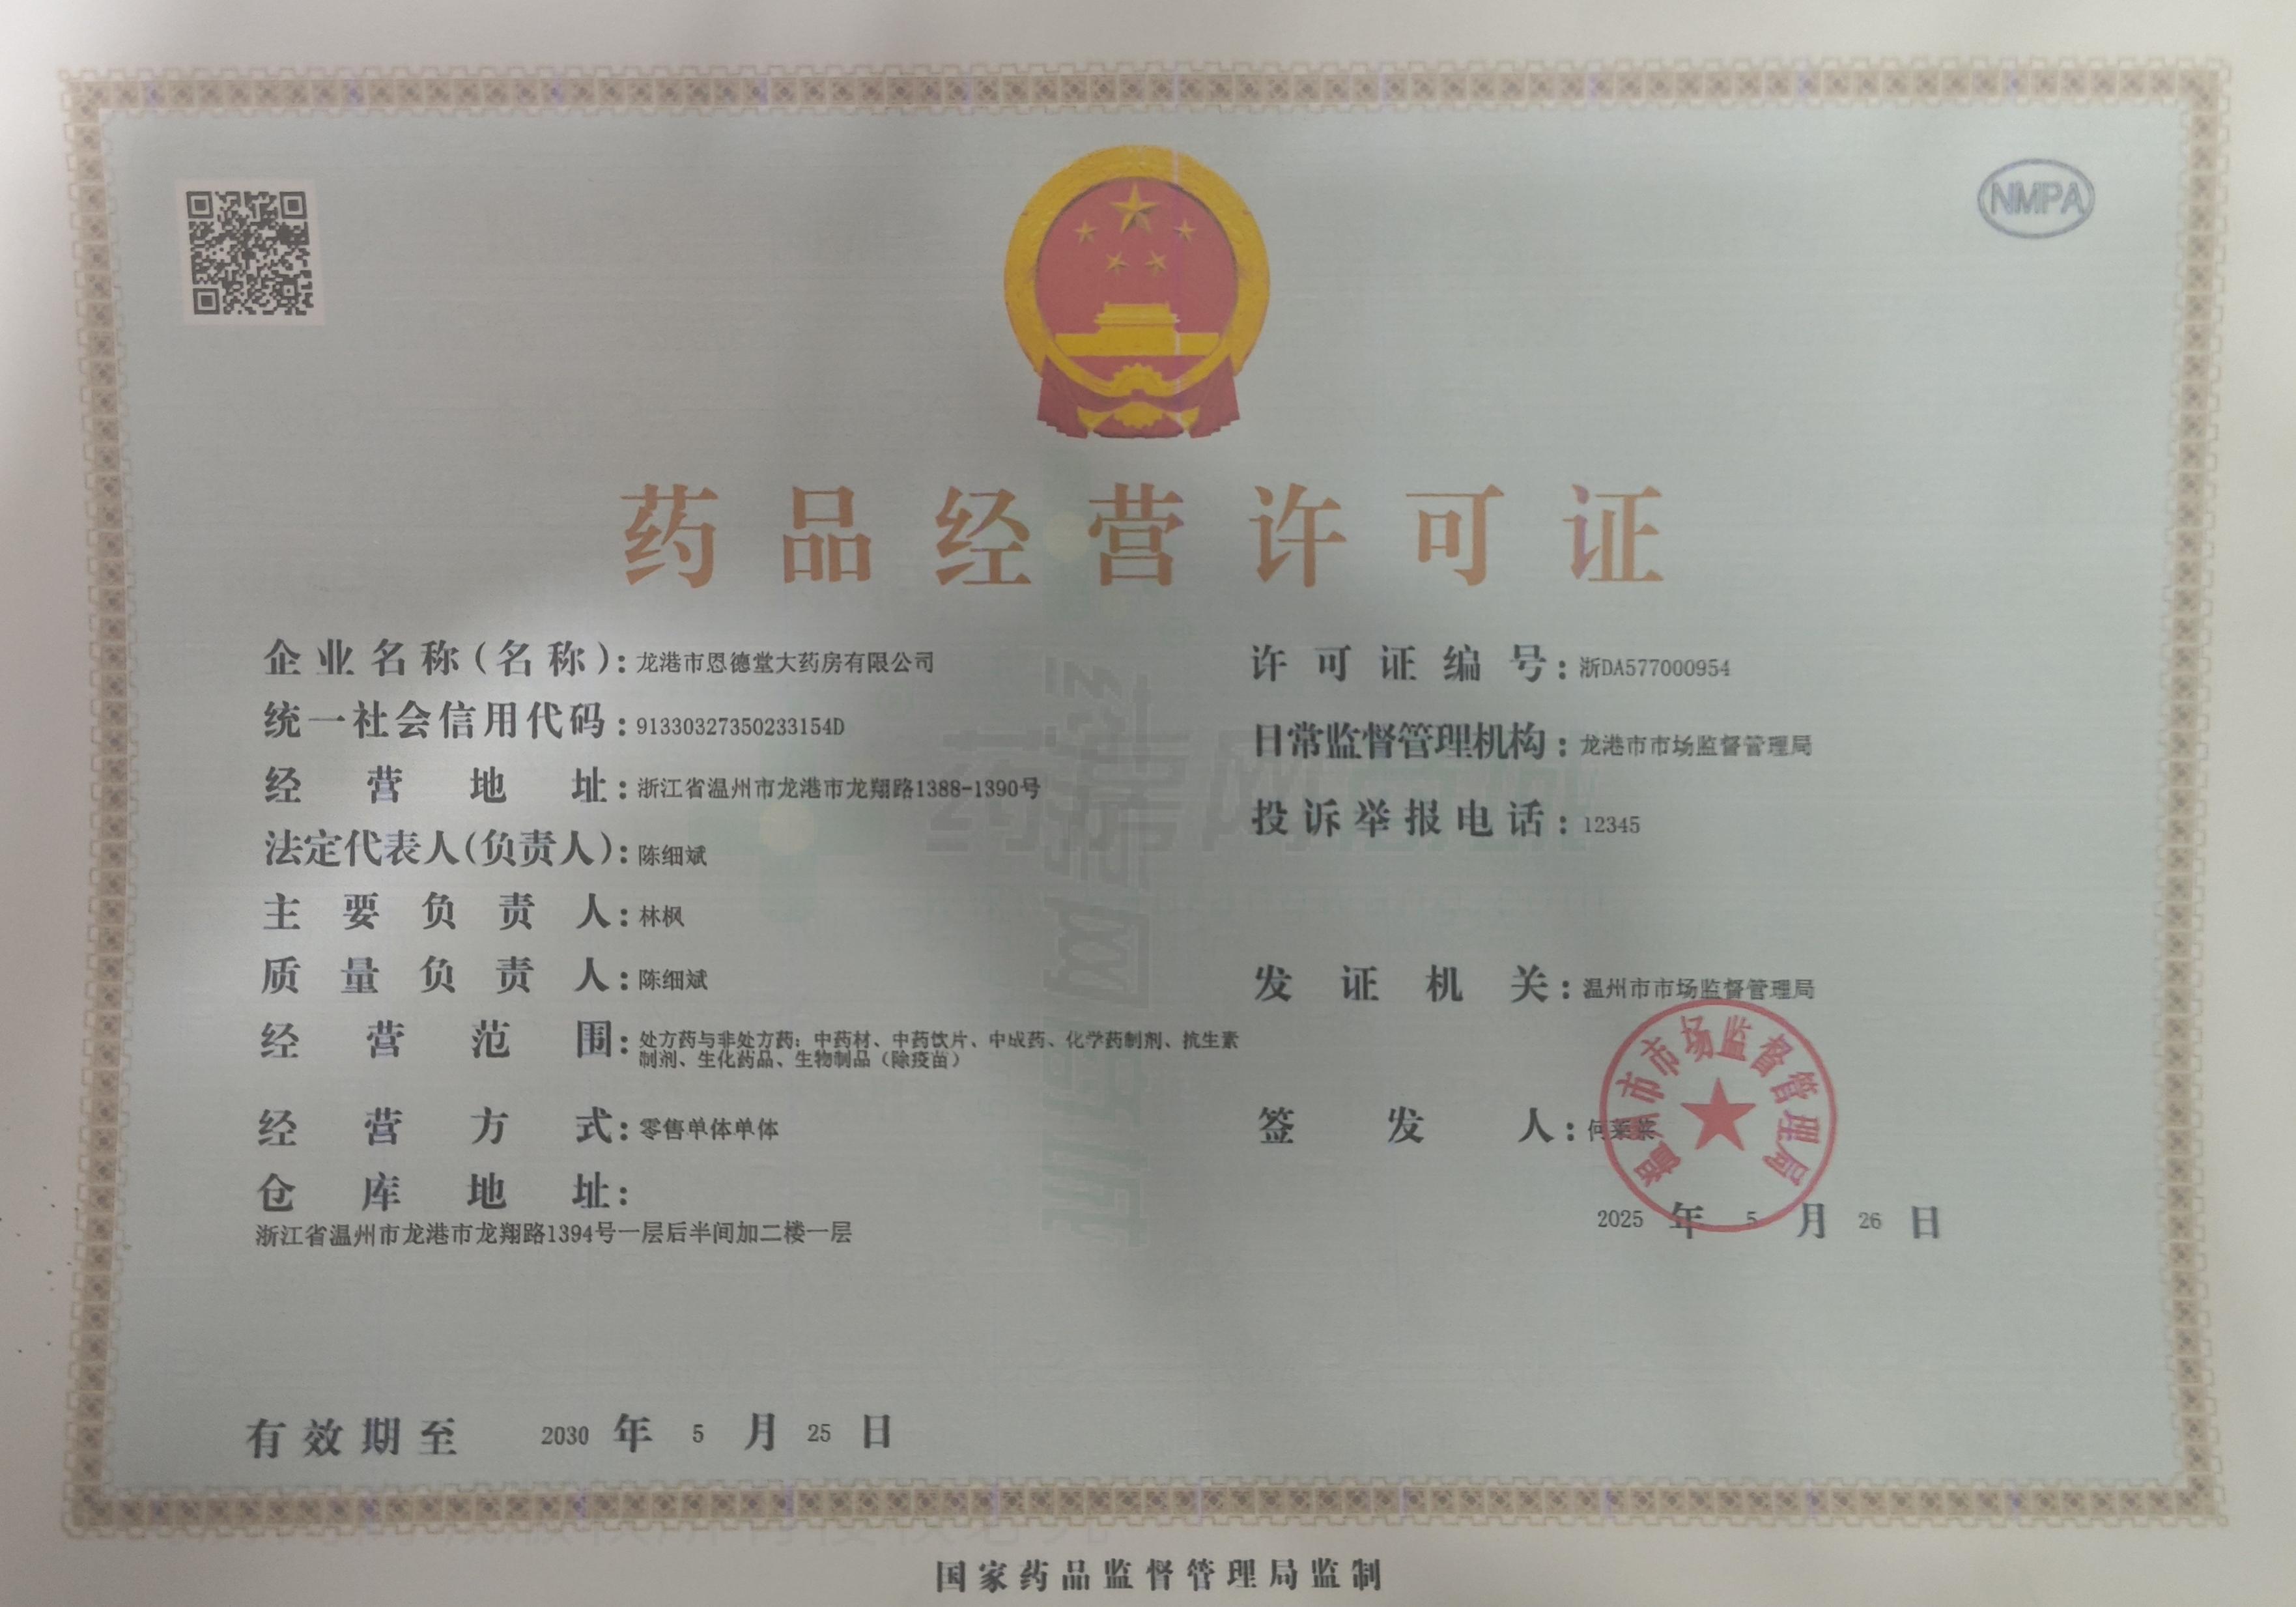 NMPA
药品经营许可证
企业名称(名称)：龙港市恩德堂大药房有限公司
统一社会信用代码：91330327350233154D
经营地址：浙江省温州市龙港市龙翔路1388-1390号
法定代表人(负责人)：陈细斌
主要负责人：林枫
质量负责人：陈细斌
经营范围：处方药与非处方药：中药材、中药饮片、中成药、化学药制剂、抗生素
制剂、生化药品、生物制品（除疫苗）
经营方式：零售单体单体
仓库地址：
浙江省温州市龙港市龙翔路1394号一层后半间加二楼一层
有效期至 2030 年 5 月 25 日
许可证编号：浙DA577000954
日常监督管理机构：龙港市市场监督管理局
投诉举报电话：12345
发证机关：温州市市场监督管理局
签发人：何
温州市市场监督管理局
2025 年 5 月 26 日
国家药品监督管理局监制